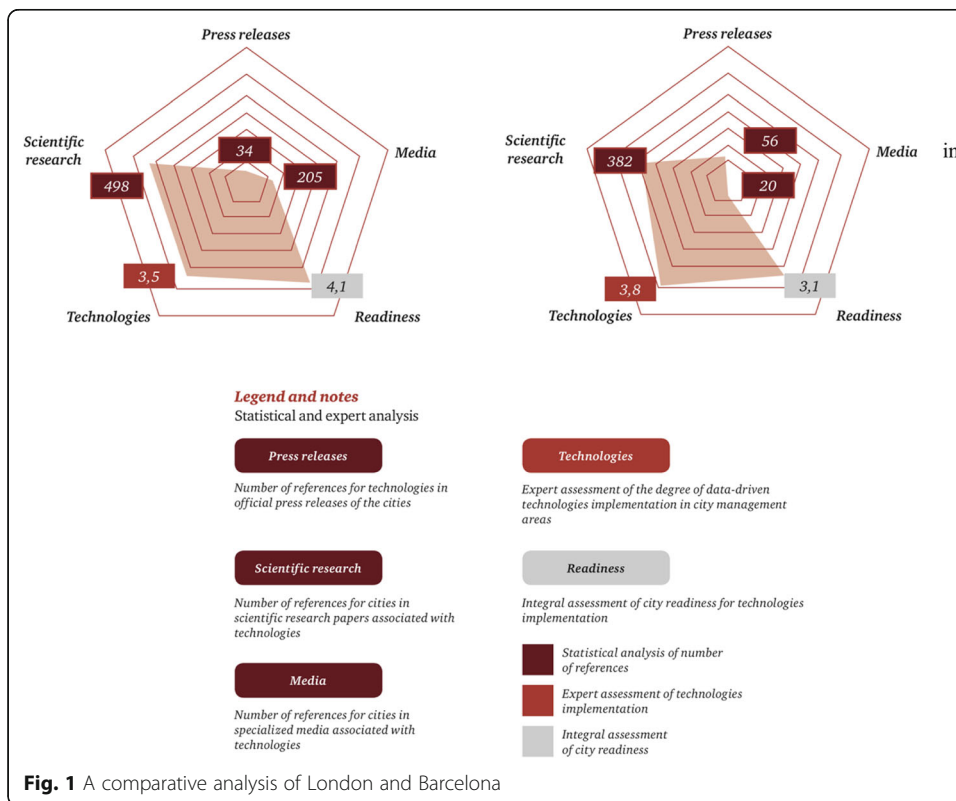 Press releases
Scientific research
Media
34
205
498
3,5
4,1
Technologies
Readiness
Press releases
Scientific research
Media
56
20
382
3,8
3,1
Technologies
Readiness
in
Legend and notes
Statistical and expert analysis
Press releases
Number of references for technologies in
official press releases of the cities
Scientific research
Number of references for cities in
scientific research papers associated with
technologies
Media
Number of references for cities in
specialized media associated with
technologies
Technologies
Expert assessment of the degree of data-driven
technologies implementation in city management
areas
Readiness
Integral assessment of city readiness for technologies
implementation
Statistical analysis of number
of references
Expert assessment of technologies
implementation
Integral assessment
of city readiness
Fig. 1 A comparative analysis of London and Barcelona